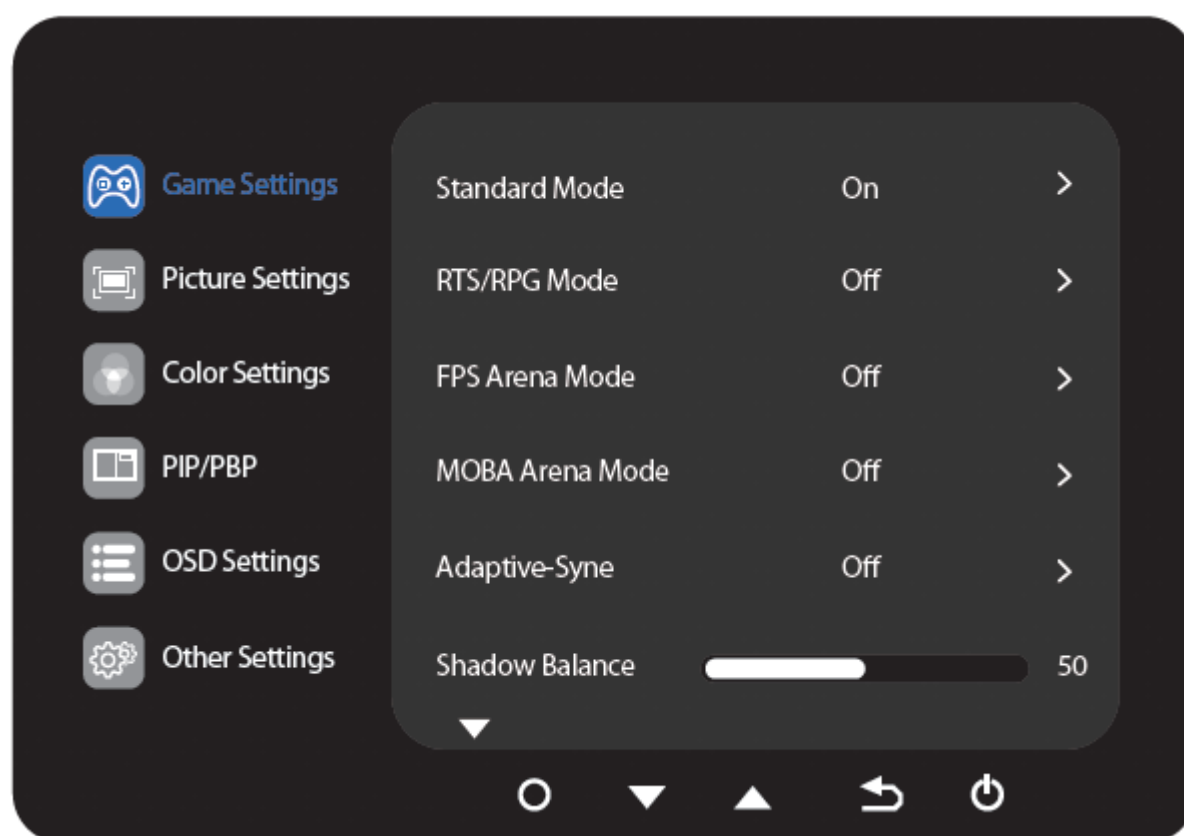 Game Settings
Standard Mode On
Picture Settings
RTS/RPG Mode Off
Color Settings
FPS Arena Mode Off
PIP/PBP
MOBA Arena Mode Off
OSD Settings
Adaptive-Syne Off
Other Settings
Shadow Balance 50